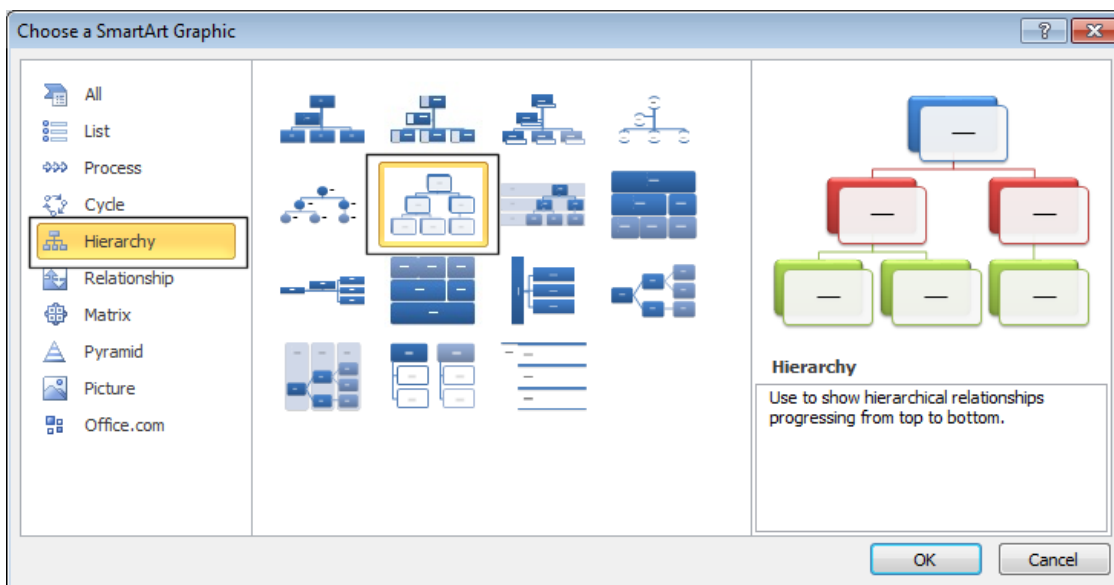 Choose a SmartArt Graphic
All
List
Process
Cycle
Hierarchy
Relationship
Matrix
Pyramid
Picture
Office.com
Hierarchy
Use to show hierarchical relationships
progressing from top to bottom.
OK
Cancel